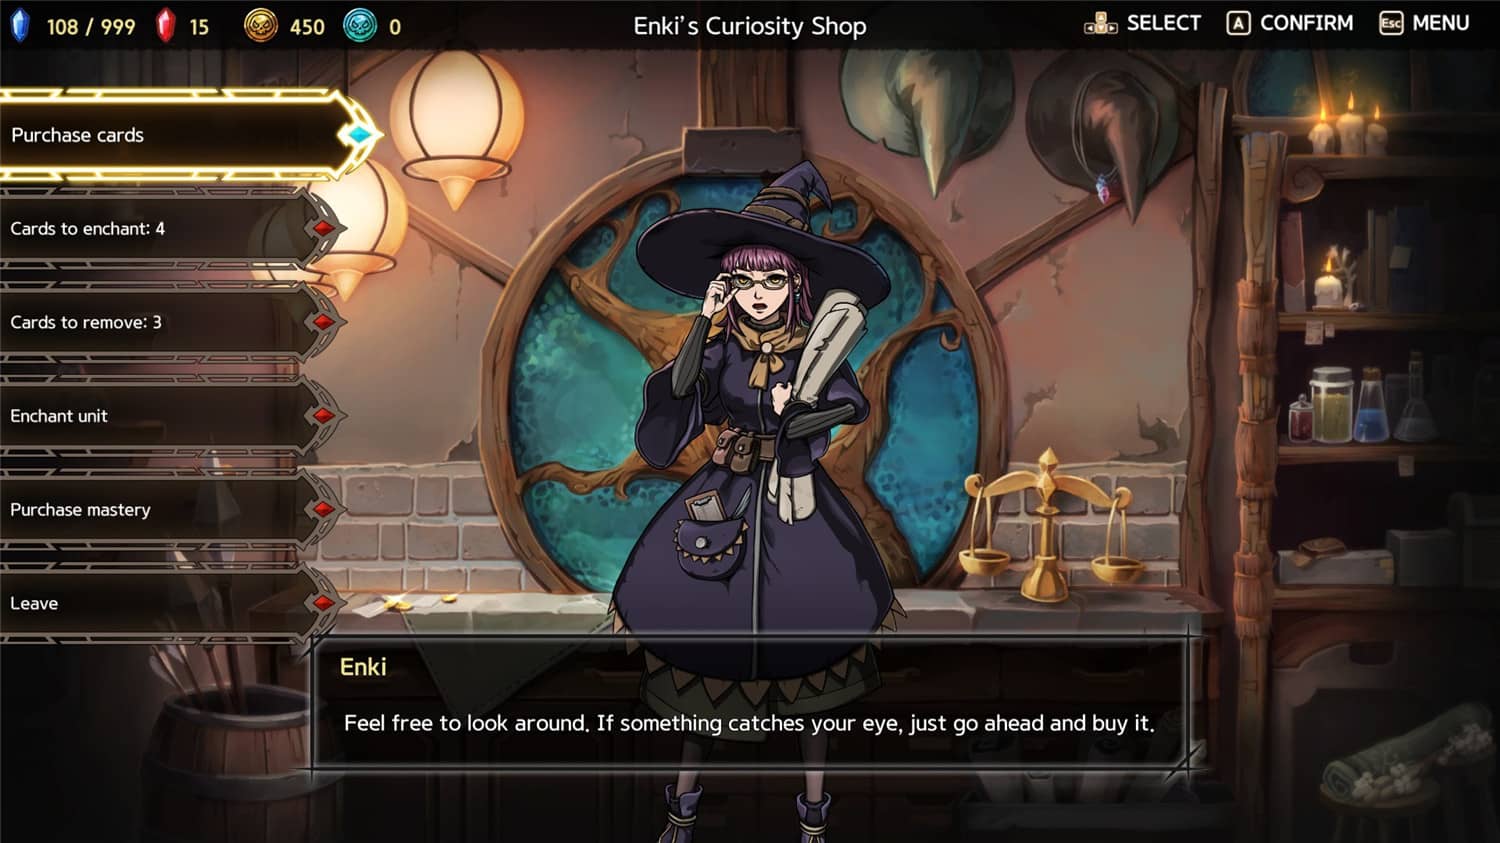 108 / 999 15 450 0
Enki's Curiosity Shop
SELECT A CONFIRM Esc MENU
Purchase cards
Cards to enchant: 4
Cards to remove: 3
Enchant unit
Purchase mastery
Leave
Enki
Feel free to look around. If something catches your eye, just go ahead and buy it.